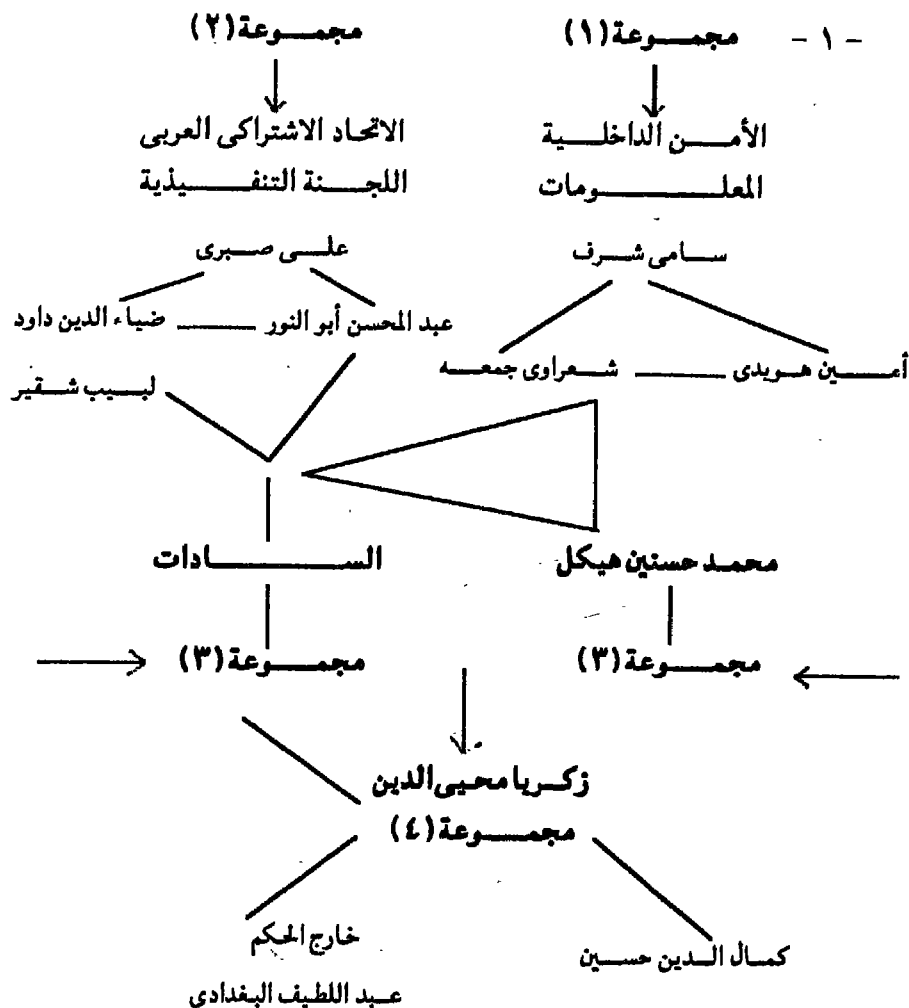 - ١ -
مجموعة (١)
مجموعة (٢)
الأمن الداخلية
الاتحاد الاشتراكى العربى
المعلومات
اللجنة التنفيذية
سامى شرف
على صبرى
أمين هويدى
شعراوى جمعه
عبد المحسن أبو النور
ضياء الدين داود
لبيب شقير
محمد حسنين هيكل
السادات
مجموعة (٣)
مجموعة (٣)
زكريا محيى الدين
مجموعة (٤)
كمال الدين حسين
خارج الحكم
عبد اللطيف البغدادى